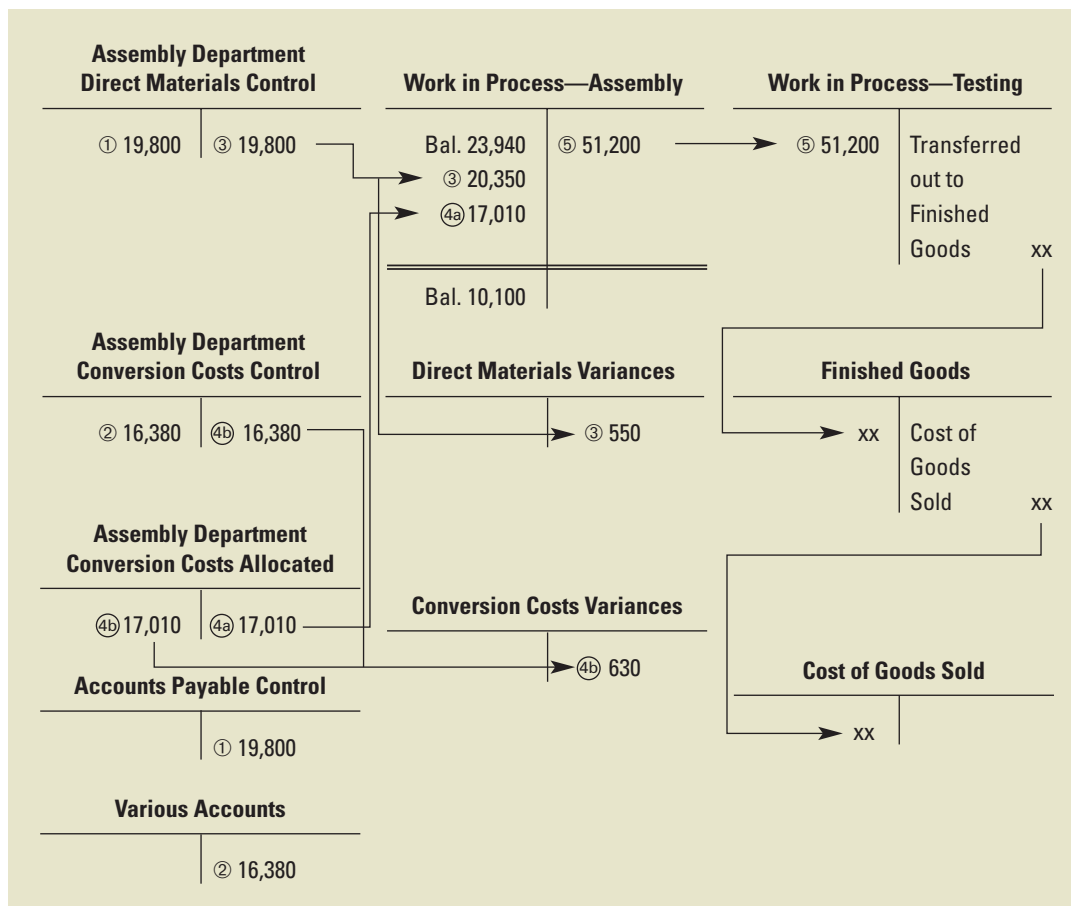 Assembly Department
Direct Materials Control
① 19,800 ③ 19,800
Work in Process—Assembly
Bal. 23,940 ⑤ 51,200
③ 20,350
4a 17,010
Bal. 10,100
Work in Process—Testing
⑤ 51,200 Transferred
out to
Finished
Goods xx
Assembly Department
Conversion Costs Control
② 16,380 4b 16,380
Direct Materials Variances
③ 550
Finished Goods
xx Cost of
Goods
Sold xx
Assembly Department
Conversion Costs Allocated
4b 17,010 4a 17,010
Conversion Costs Variances
4b 630
Cost of Goods Sold
xx
Accounts Payable Control
① 19,800
Various Accounts
② 16,380